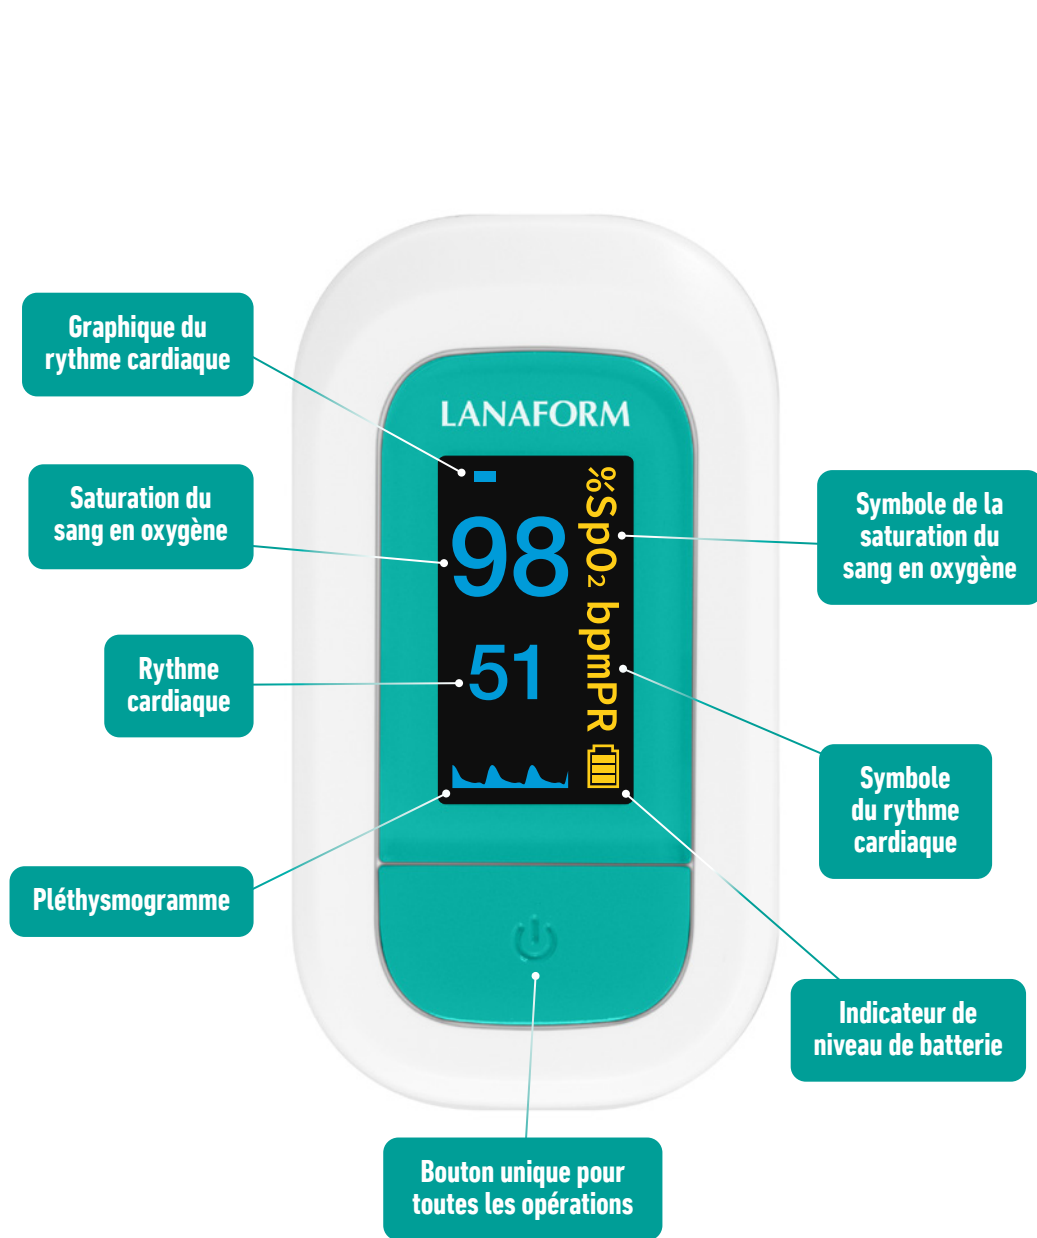 Graphique du
rythme cardiaque
LANAFORM
Saturation du
sang en oxygène
98
%SpO₂ bpmPR
Symbole de la
saturation du
sang en oxygène
Rythme
cardiaque
51
Symbole
du rythme
cardiaque
Pléthysmogramme
Indicateur de
niveau de batterie
Bouton unique pour
toutes les opérations